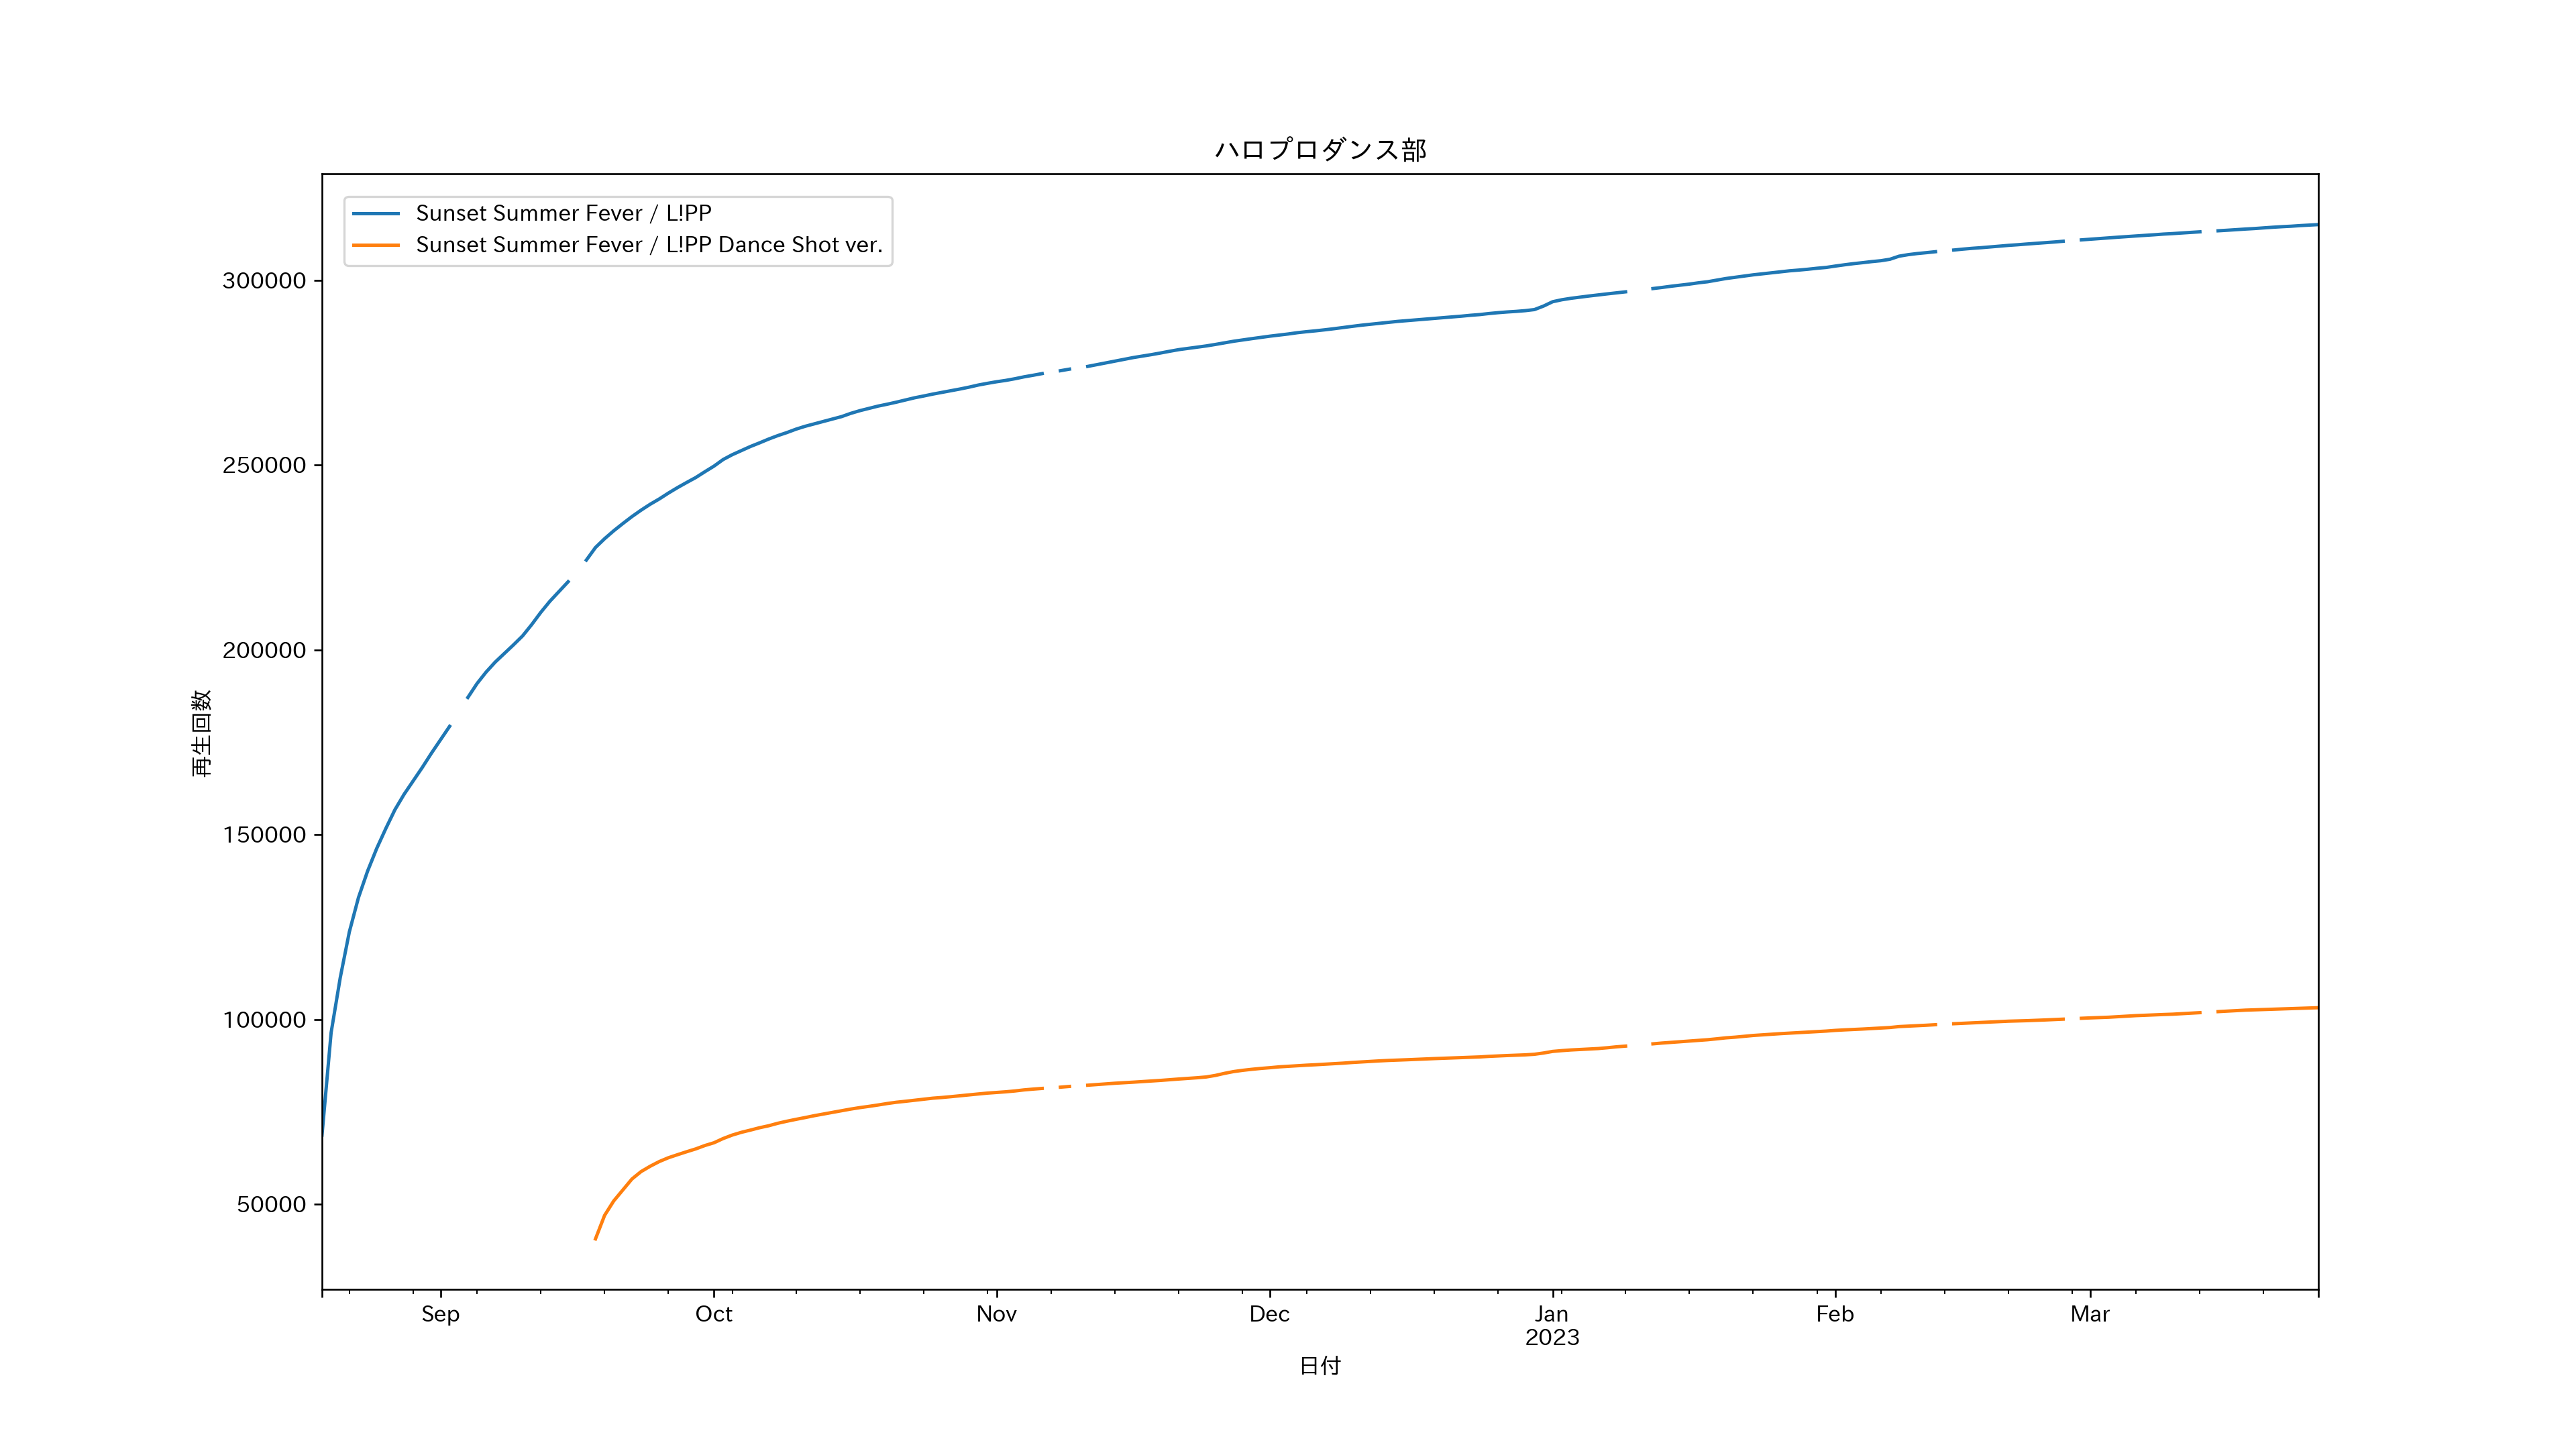 ハロプロダンス部
Sunset Summer Fever / L!PP
Sunset Summer Fever / L!PP Dance Shot ver.
300000
250000
200000
150000
100000
50000
再生回数
Sep Oct Nov Dec Jan Feb Mar
2023
日付